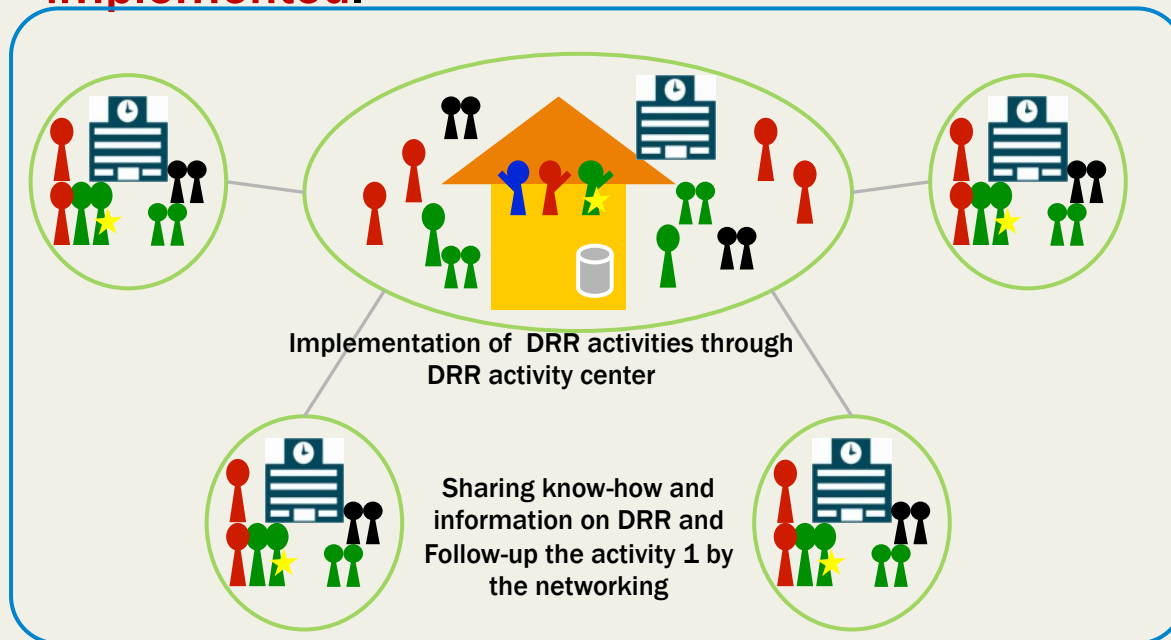 implemented.
Implementation of DRR activities through
DRR activity center
Sharing know-how and
information on DRR and
Follow-up the activity 1 by
the networking